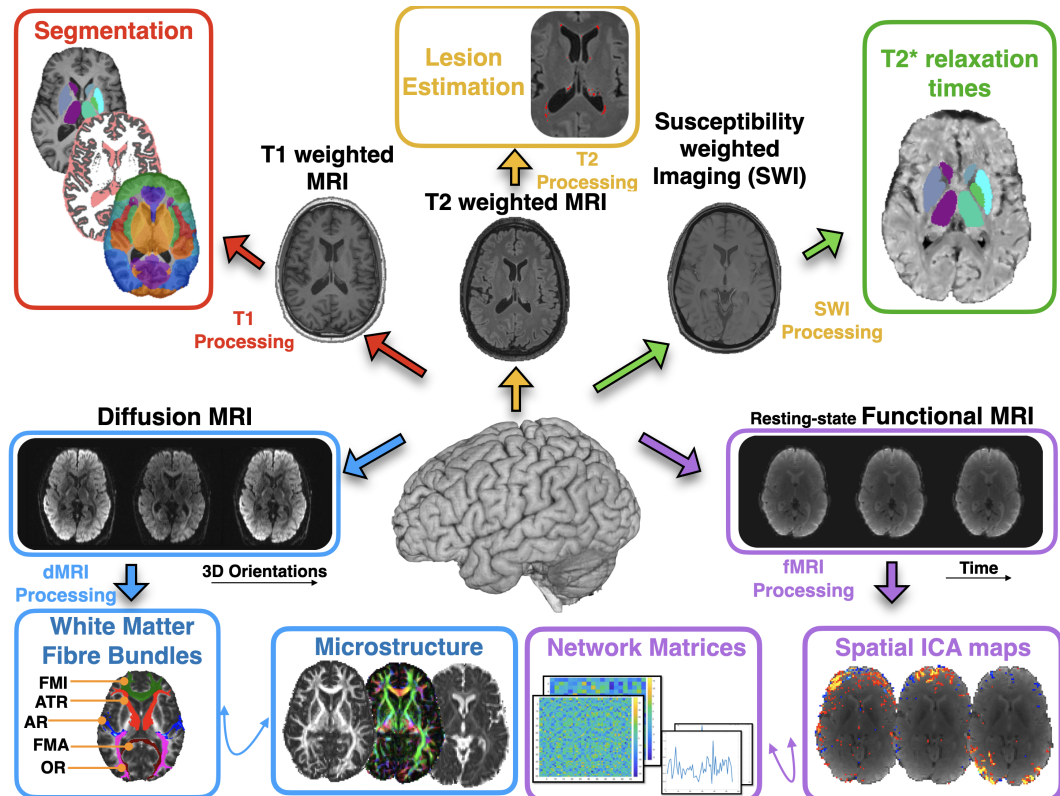 Segmentation
Lesion
Estimation
T2* relaxation
times
T1 weighted
MRI
T2
Processing
T2 weighted MRI
Susceptibility
weighted
Imaging (SWI)
T1
Processing
SWI
Processing
Diffusion MRI
Resting-state Functional MRI
dMRI
Processing
3D Orientations
fMRI
Processing
Time
White Matter
Fibre Bundles
FMI
ATR
AR
FMA
OR
Microstructure
Network Matrices
Spatial ICA maps